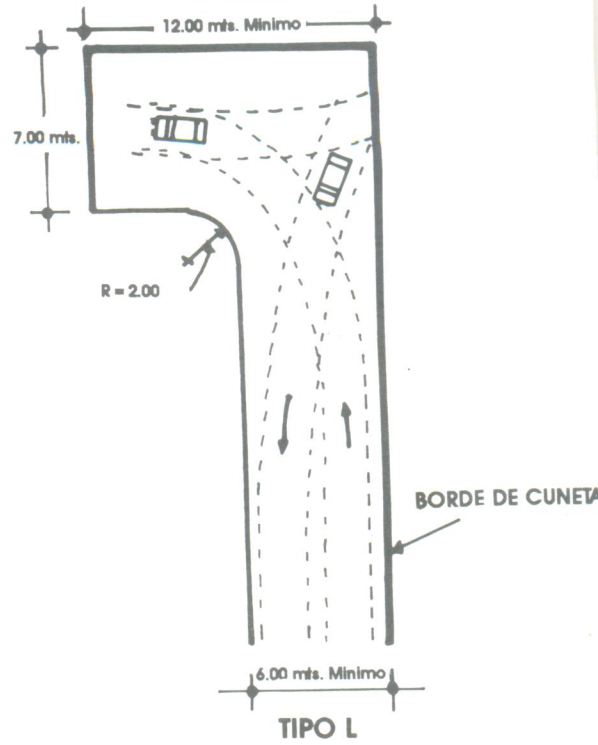 12.00 mts. Minimo
7.00 mts.
R = 2.00
BORDE DE CUNETA
6.00 mts. Minimo
TIPO L